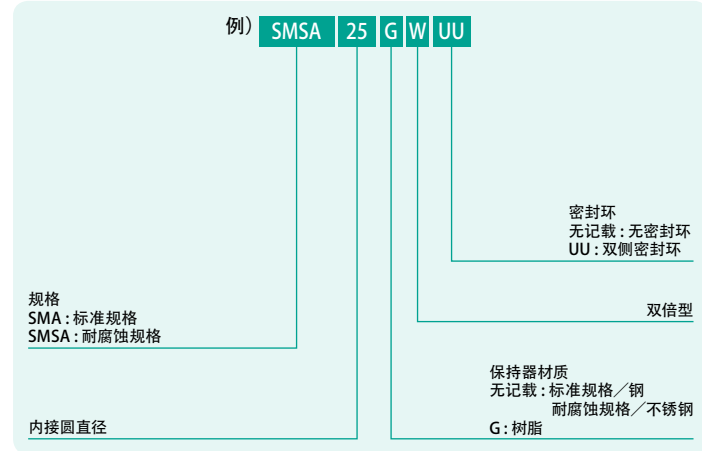 例） SMSA 25 G W UU
密封环
无记载：无密封环
UU：双侧密封环
规格
SMA：标准规格
SMSA：耐腐蚀规格
双倍型
保持器材质
无记载：标准规格／钢
耐腐蚀规格／不锈钢
G：树脂
内接圆直径